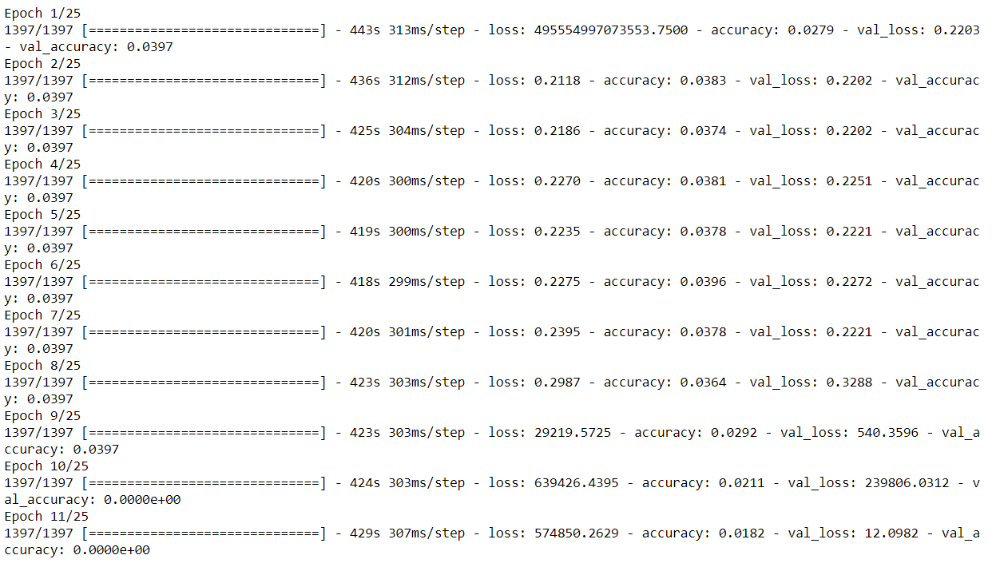 Epoch 1/25
1397/1397 [==============================] - 443s 313ms/step - loss: 495554997073553.7500 - accuracy: 0.0279 - val_loss: 0.2203
- val_accuracy: 0.0397
Epoch 2/25
1397/1397 [==============================] - 436s 312ms/step - loss: 0.2118 - accuracy: 0.0383 - val_loss: 0.2202 - val_accurac
y: 0.0397
Epoch 3/25
1397/1397 [==============================] - 425s 304ms/step - loss: 0.2186 - accuracy: 0.0374 - val_loss: 0.2202 - val_accurac
y: 0.0397
Epoch 4/25
1397/1397 [==============================] - 420s 300ms/step - loss: 0.2270 - accuracy: 0.0381 - val_loss: 0.2251 - val_accurac
y: 0.0397
Epoch 5/25
1397/1397 [==============================] - 419s 300ms/step - loss: 0.2235 - accuracy: 0.0378 - val_loss: 0.2221 - val_accurac
y: 0.0397
Epoch 6/25
1397/1397 [==============================] - 418s 299ms/step - loss: 0.2275 - accuracy: 0.0396 - val_loss: 0.2272 - val_accurac
y: 0.0397
Epoch 7/25
1397/1397 [==============================] - 420s 301ms/step - loss: 0.2395 - accuracy: 0.0378 - val_loss: 0.2221 - val_accurac
y: 0.0397
Epoch 8/25
1397/1397 [==============================] - 423s 303ms/step - loss: 0.2987 - accuracy: 0.0364 - val_loss: 0.3288 - val_accurac
y: 0.0397
Epoch 9/25
1397/1397 [==============================] - 423s 303ms/step - loss: 29219.5725 - accuracy: 0.0292 - val_loss: 540.3596 - val_a
ccuracy: 0.0397
Epoch 10/25
1397/1397 [==============================] - 424s 303ms/step - loss: 639426.4395 - accuracy: 0.0211 - val_loss: 239806.0312 - v
al_accuracy: 0.0000e+00
Epoch 11/25
1397/1397 [==============================] - 429s 307ms/step - loss: 574850.2629 - accuracy: 0.0182 - val_loss: 12.0982 - val_a
ccuracy: 0.0000e+00